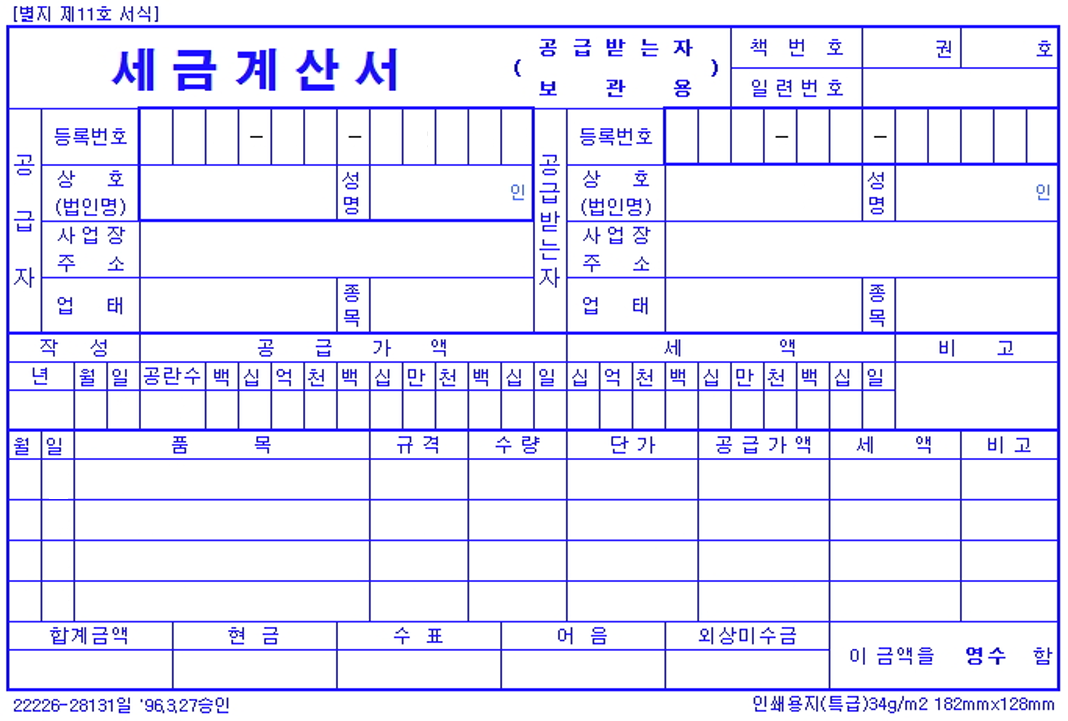 [별지 제11호 서식]
세금계산서 ( 공급받는자 보관용 ) 책번호 권 호
일련번호
공급자 등록번호 - - 공급받는자 등록번호 - -
상호 (법인명) 성명 인 상호 (법인명) 성명 인
사업장 주소 사업장 주소
업태 종목 업태 종목
작성 공급가액 세액 비고
년 월 일 공란수 백 십 억 천 백 십 만 천 백 십 일 십 억 천 백 십 만 천 백 십 일
월 일 품목 규격 수량 단가 공급가액 세액 비고
합계금액 현금 수표 어음 외상미수금 이 금액을 영수 함
22226-28131일 '96,3,27승인 인쇄용지(특급)34g/m2 182mmx128mm